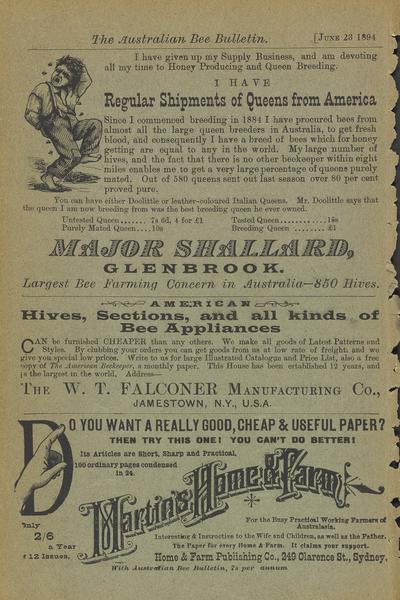 The Australian Bee Bulletin. [JUNE 23 1894
I have given up my Supply Business, and am devoting
all my time to Honey Producing and Queen Breeding.
I HAVE
Regular Shipments of Queens from America
Since I commenced breeding in 1884 I have procured bees from
almost all the large queen breeders in Australia, to get fresh
blood, and consequently I have a breed of bees which for honey
getting are equal to any in the world. My large number of
hives, and the fact that there is no other beekeeper within eight
miles enables me to get a very large percentage of queens purely
mated. Out of 580 queens sent out last season over 80 per cent
proved pure.
You can have either Doolittle or leather-coloured Italian Queens. Mr. Doolittle says that
the queen I am now breeding from was the best breeding queen he ever owned.
Untested Queen....... 7s 6d, 4 for £1 Tested Queen............15s
Purely Mated Queen....10s Breeding Queen .........£1
MAJOR SHALLARD,
GLENBROOK.
Largest Bee Farming Concern in Australia—850 Hives.
AMERICAN
Hives, Sections, and all kinds of
Bee Appliances
CAN be furnished CHEAPER than any others. We make all goods of Latest Patterns and
Styles. By clubbing your orders you can get goods from us at low rate of freight, and we
give you special low prices. Write to us for large Illustrated Catalogue and Price List, also a free
copy of The American Beekeeper, a monthly paper. This House has been established 12 years, and
is the largest in the world. Address—
THE W. T. FALCONER MANUFACTURING CO.,
JAMESTOWN, N.Y., U.S.A.
DO YOU WANT A REALLY GOOD, CHEAP & USEFUL PAPER?
THEN TRY THIS ONE! YOU CAN'T DO BETTER!
Its Articles are Short, Sharp and Practical,
100 ordinary pages condensed
in 24.
Martin's Home & Farm
Only
2/6
a Year
12 Issues.
For the Busy Practical Working Farmers of
Australasia.
Interesting & Instructive to the Wife and Children, as well as the Father.
The Paper for every Home & Farm. It claims your support.
Home & Farm Publishing Co., 249 Clarence St., Sydney.
With Australian Bee Bulletin, 7s per annum